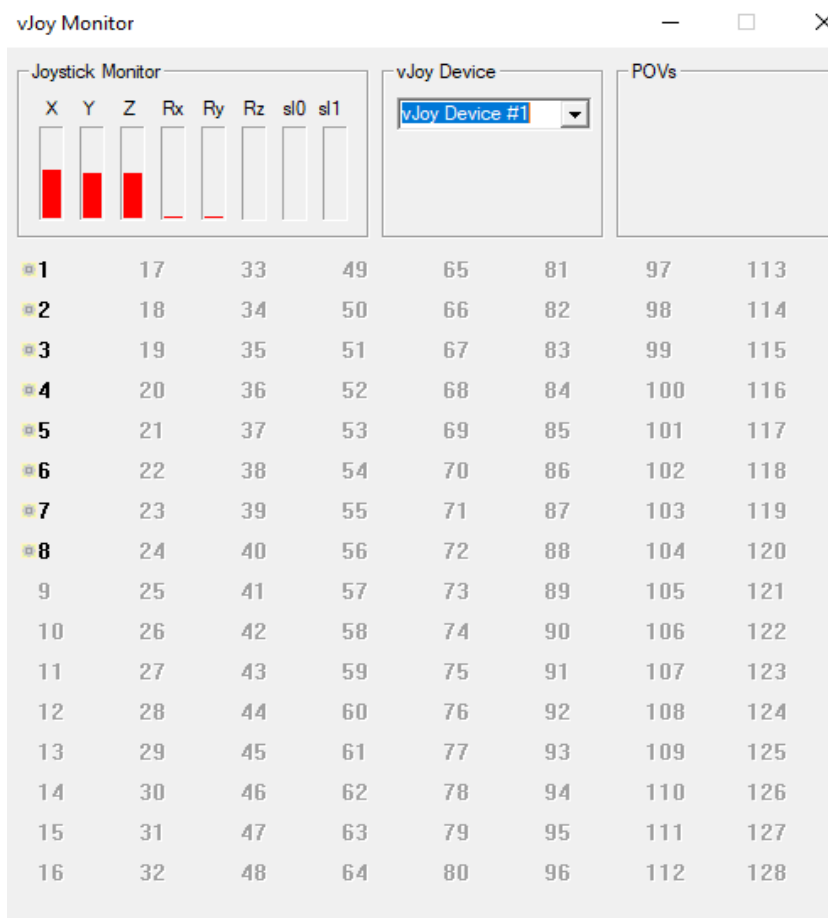 vJoy Monitor
Joystick Monitor
X Y Z Rx Ry Rz sl0 sl1
vJoy Device
vJoy Device #1
POVs
1 17 33 49 65 81 97 113
2 18 34 50 66 82 98 114
3 19 35 51 67 83 99 115
4 20 36 52 68 84 100 116
5 21 37 53 69 85 101 117
6 22 38 54 70 86 102 118
7 23 39 55 71 87 103 119
8 24 40 56 72 88 104 120
9 25 41 57 73 89 105 121
10 26 42 58 74 90 106 122
11 27 43 59 75 91 107 123
12 28 44 60 76 92 108 124
13 29 45 61 77 93 109 125
14 30 46 62 78 94 110 126
15 31 47 63 79 95 111 127
16 32 48 64 80 96 112 128